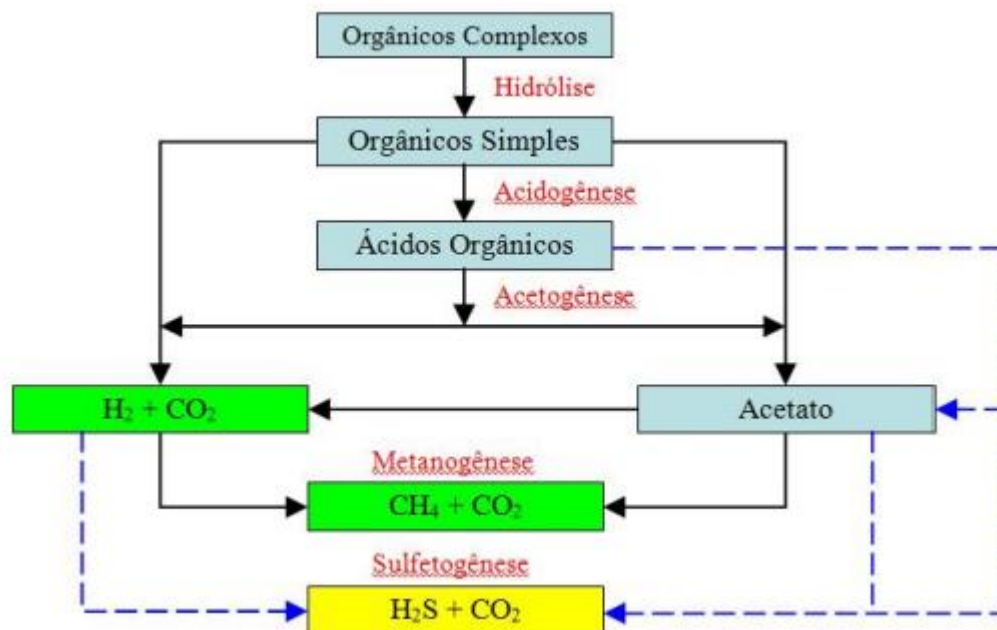 Orgânicos Complexos
Hidrólise
Orgânicos Simples
Acidogênese
Ácidos Orgânicos
Acetogênese
H₂ + CO₂
Acetato
Metanogênese
CH₄ + CO₂
Sulfetogênese
H₂S + CO₂